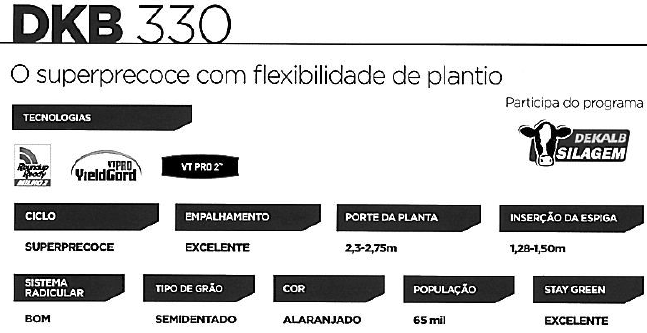 DKB 330
O superprecoce com flexibilidade de plantio
Participa do programa
TECNOLOGIAS
DEKALB
SILAGEM
Roundup
Ready
MILHO 2
VTPRO
YieldGard
VT PRO 2™
CICLO
EMPALHAMENTO
PORTE DA PLANTA
INSERÇÃO DA ESPIGA
SUPERPRECOCE
EXCELENTE
2,3-2,75m
1,28-1,50m
SISTEMA
RADICULAR
TIPO DE GRÃO
COR
POPULAÇÃO
STAY GREEN
BOM
SEMIDENTADO
ALARANJADO
65 mil
EXCELENTE